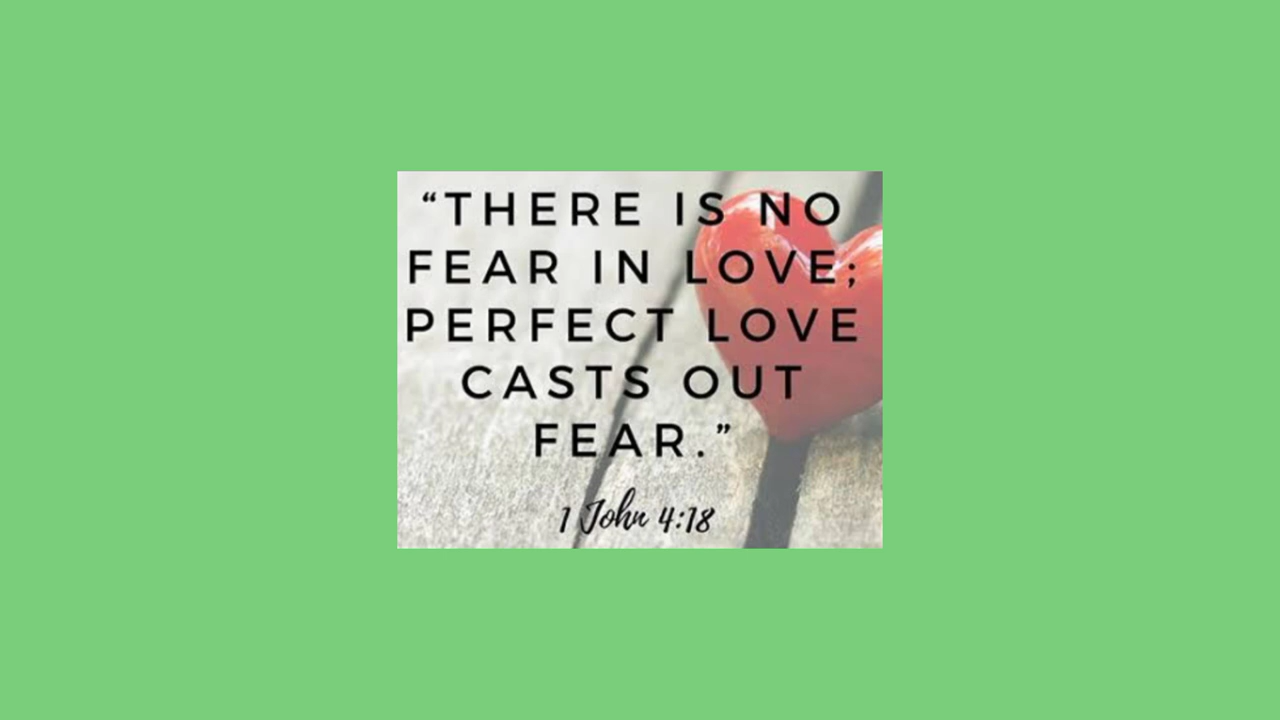 “THERE IS NO
FEAR IN LOVE;
PERFECT LOVE
CASTS OUT
FEAR.”
1 John 4:18